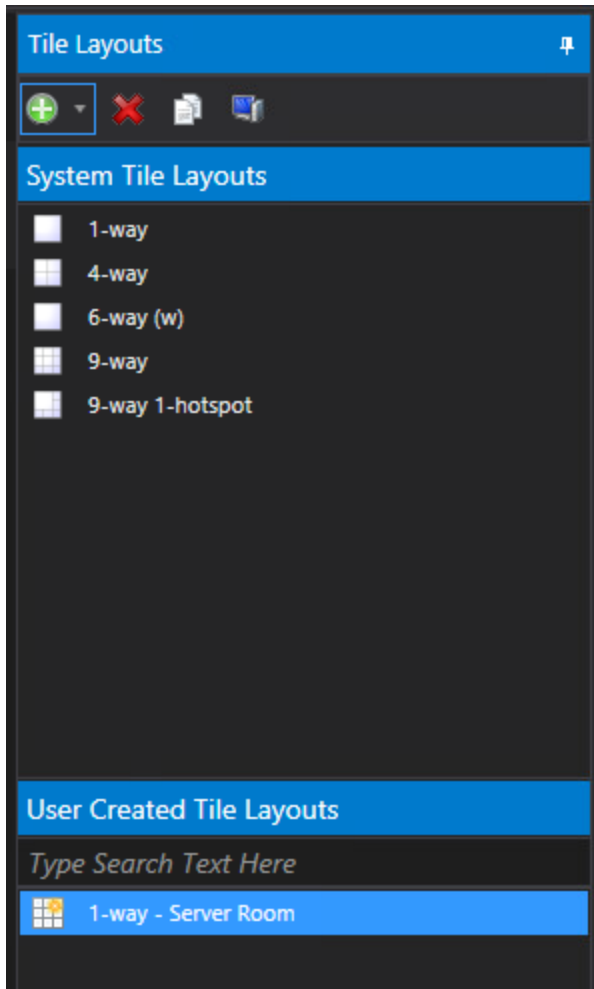 Tile Layouts
System Tile Layouts
1-way
4-way
6-way (w)
9-way
9-way 1-hotspot
User Created Tile Layouts
Type Search Text Here
1-way - Server Room